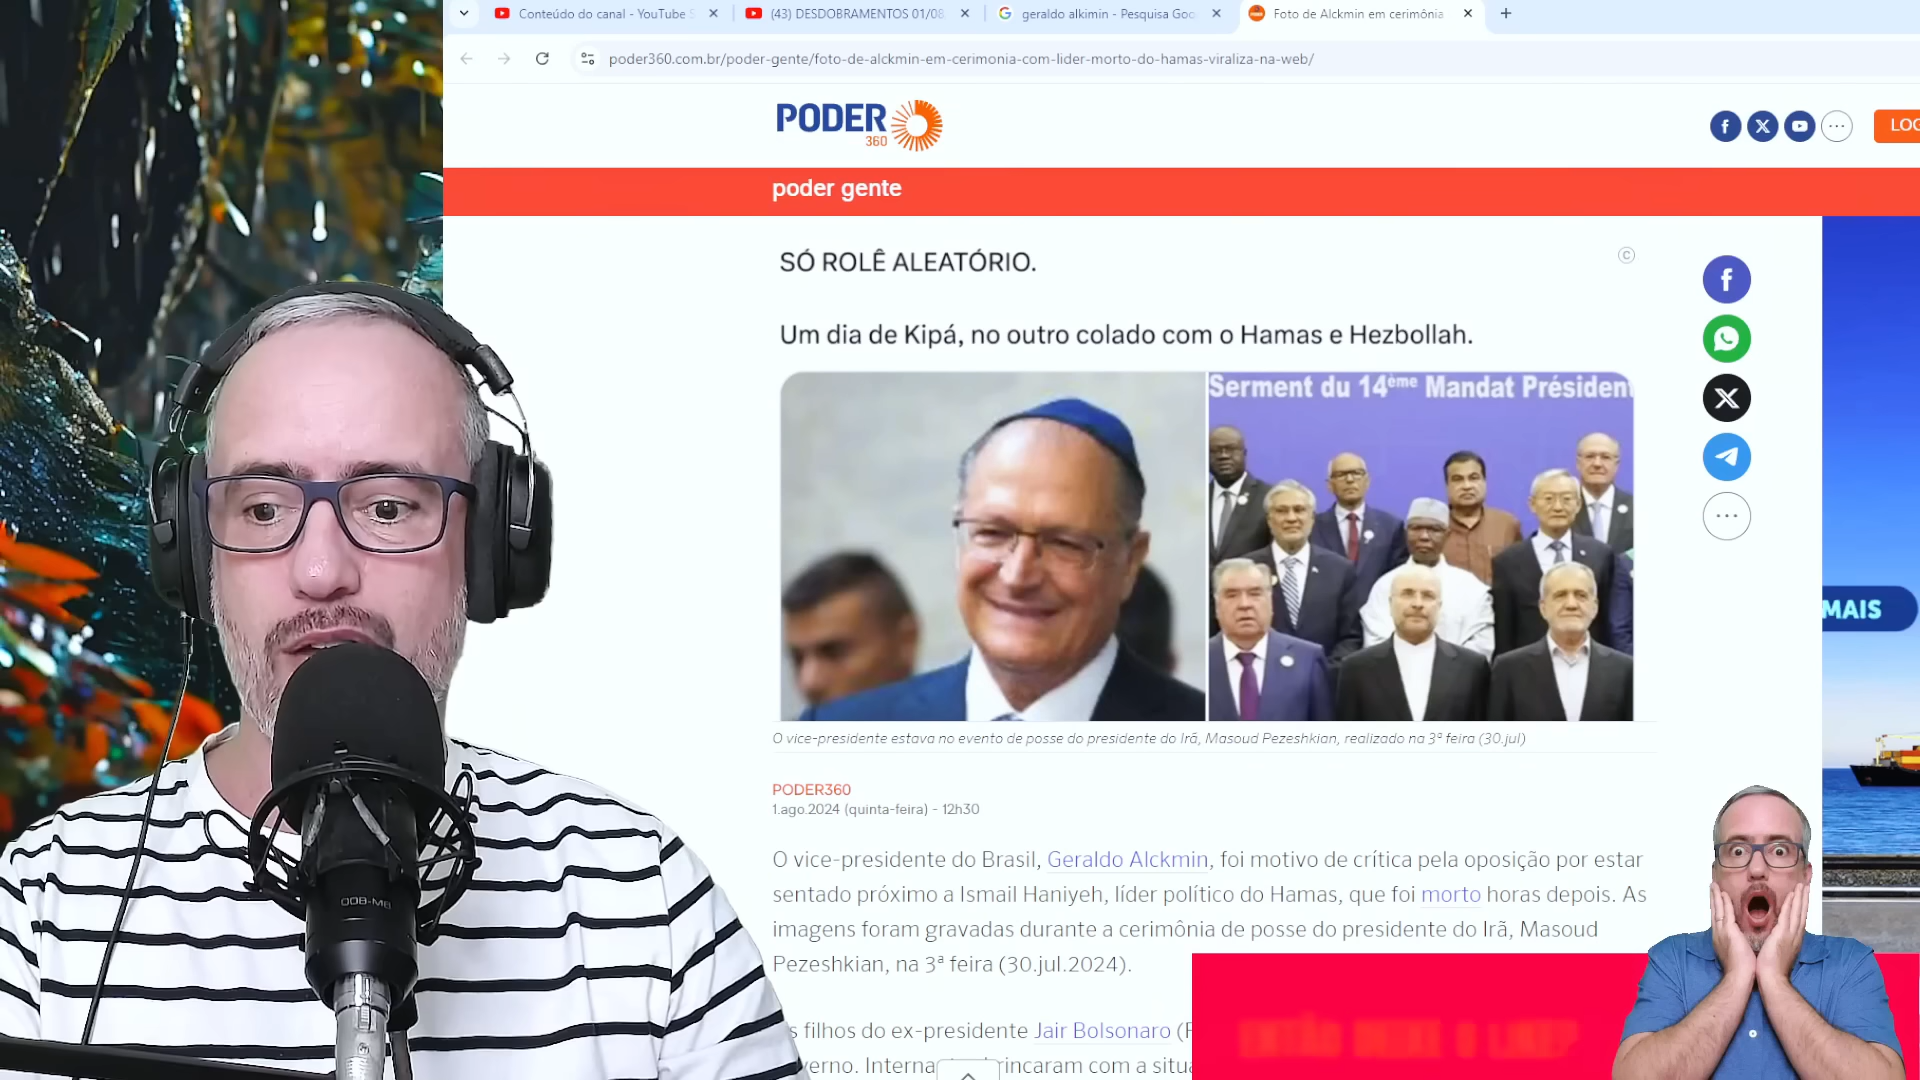 Conteúdo do canal - YouTube S
(43) DESDOBRAMENTOS 01/08
geraldo alkimin - Pesquisa Goo
Foto de Alckmin em cerimônia
poder360.com.br/poder-gente/foto-de-alckmin-em-cerimonia-com-lider-morto-do-hamas-viraliza-na-web/
PODER
360
LOG
poder gente
SÓ ROLÊ ALEATÓRIO.
Um dia de Kipá, no outro colado com o Hamas e Hezbollah.
Serment du 14ème Mandat Président
MAIS
O vice-presidente estava no evento de posse do presidente do Irã, Masoud Pezeshkian, realizado na 3ª feira (30.jul)
PODER360
1.ago.2024 (quinta-feira) - 12h30
O vice-presidente do Brasil, Geraldo Alckmin, foi motivo de crítica pela oposição por estar
sentado próximo a Ismail Haniyeh, líder político do Hamas, que foi morto horas depois. As
imagens foram gravadas durante a cerimônia de posse do presidente do Irã, Masoud
Pezeshkian, na 3ª feira (30.jul.2024).
s filhos do ex-presidente Jair Bolsonaro (
verno. Interna rincaram com a situa